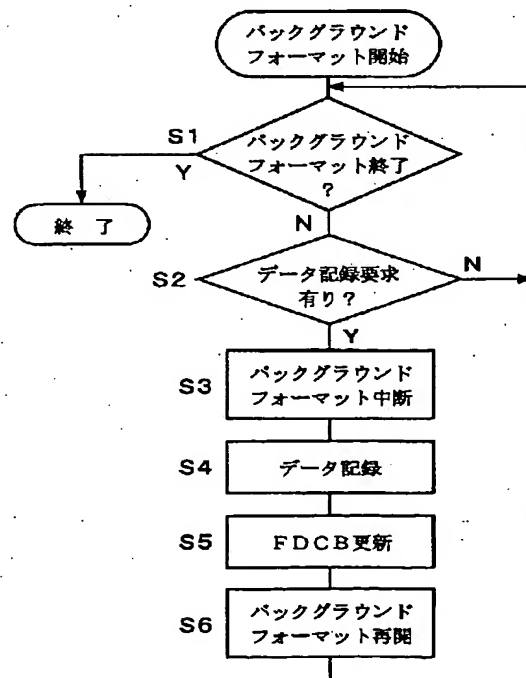 バックグラウンド
フォーマット開始
S1
バックグラウンド
フォーマット終了
?
Y
終 了
N
S2
データ記録要求
有り?
N
Y
S3
バックグラウンド
フォーマット中断
S4
データ記録
S5
FDCB更新
S6
バックグラウンド
フォーマット再開